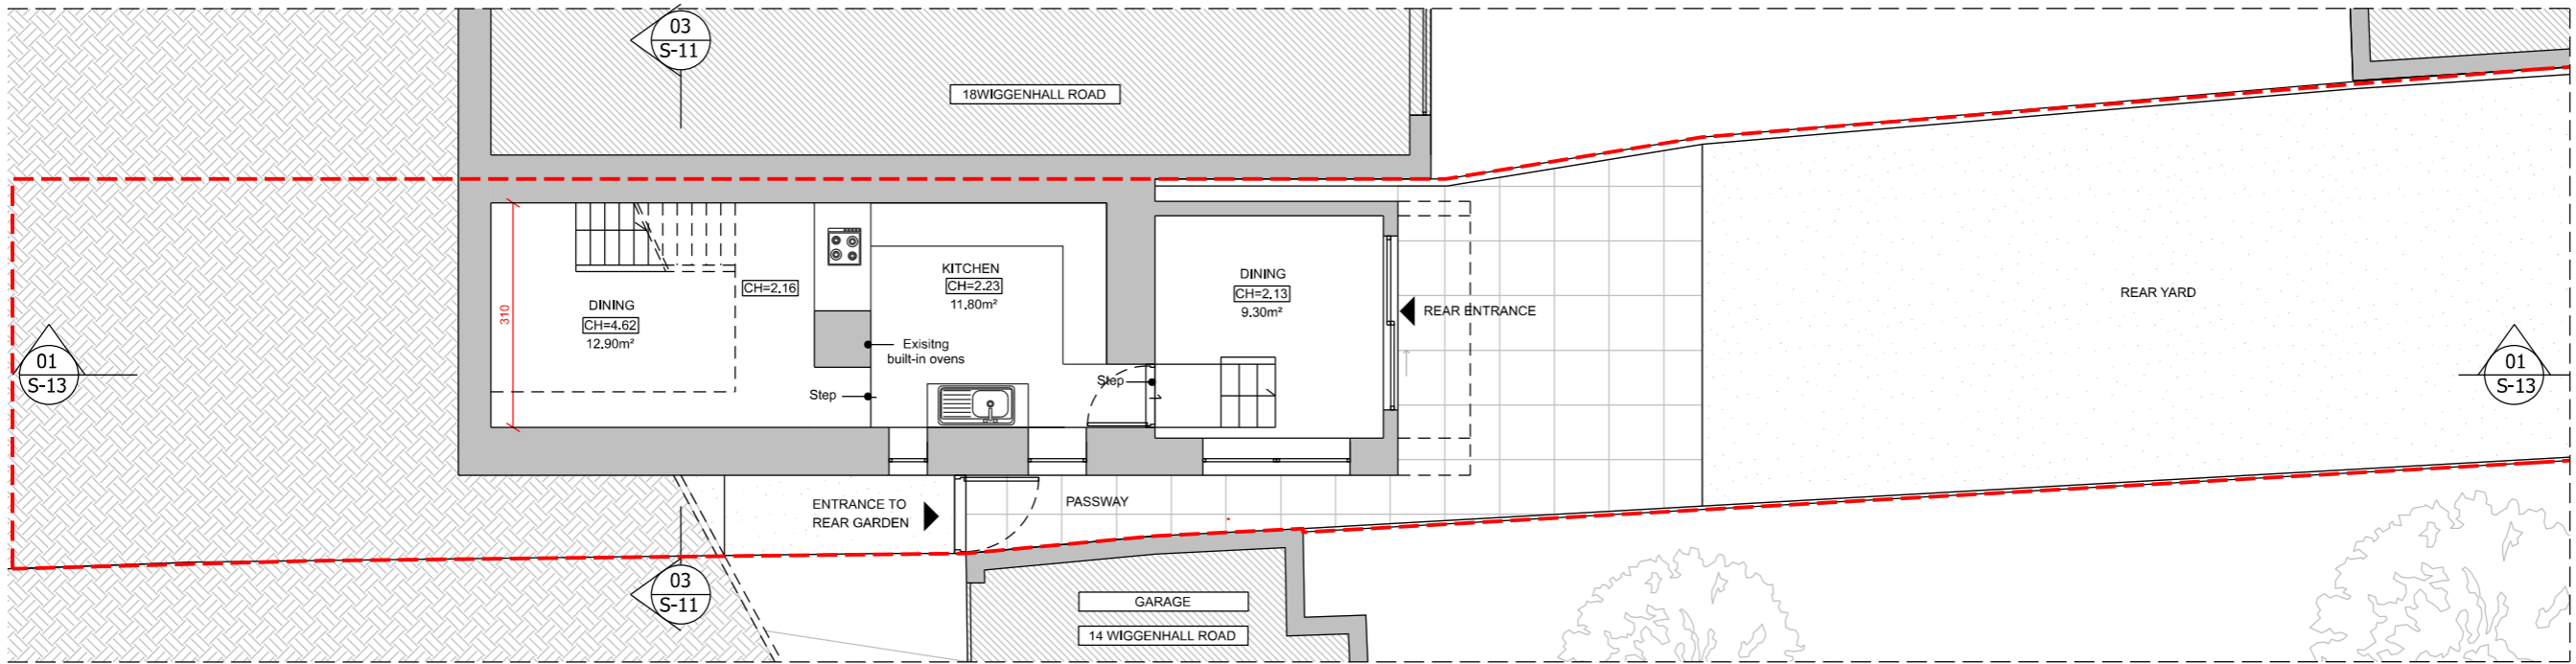 03
S-11
18WIGGENHALL ROAD
310
DINING
CH=4.62
12.90m²
CH=2.16
KITCHEN
CH=2.23
11.80m²
Exisitng
built-in ovens
Step
Step
DINING
CH=2.13
9.30m²
REAR ENTRANCE
REAR YARD
01
S-13
01
S-13
ENTRANCE TO
REAR GARDEN
PASSWAY
03
S-11
GARAGE
14 WIGGENHALL ROAD